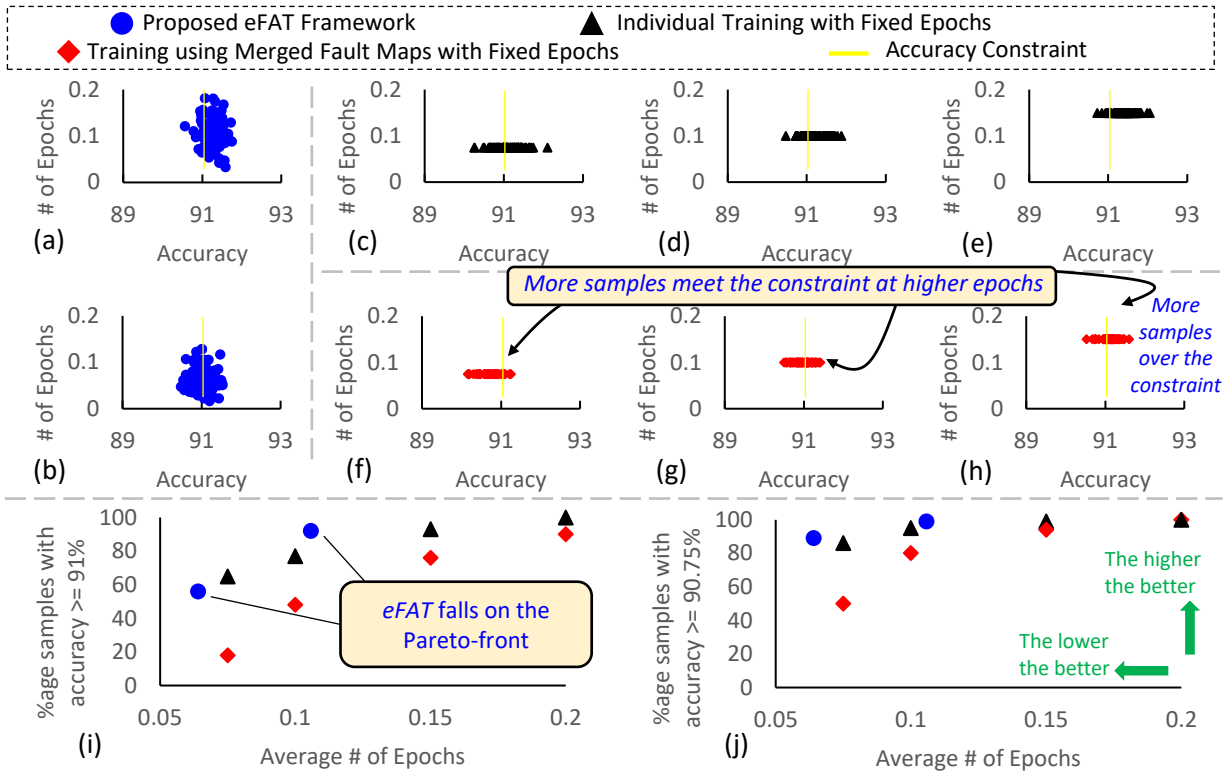 Proposed eFAT Framework
Individual Training with Fixed Epochs
Training using Merged Fault Maps with Fixed Epochs
Accuracy Constraint
# of Epochs
0.2
0.1
0
89 91 93
Accuracy
(a)
# of Epochs
0.2
0.1
0
89 91 93
Accuracy
(c)
# of Epochs
0.2
0.1
0
89 91 93
Accuracy
(d)
# of Epochs
0.2
0.1
0
89 91 93
Accuracy
(e)
More samples meet the constraint at higher epochs
# of Epochs
0.2
0.1
0
89 91 93
Accuracy
(b)
# of Epochs
0.2
0.1
0
89 91 93
Accuracy
(f)
# of Epochs
0.2
0.1
0
89 91 93
Accuracy
(g)
# of Epochs
0.2
0.1
0
89 91 93
Accuracy
(h)
More
samples
over the
constraint
%age samples with
accuracy >= 91%
100
80
60
40
20
0
0.05 0.1 0.15 0.2
Average # of Epochs
(i)
eFAT falls on the
Pareto-front
%age samples with
accuracy >= 90.75%
100
80
60
40
20
0
0.05 0.1 0.15 0.2
Average # of Epochs
(j)
The higher
the better
The lower
the better